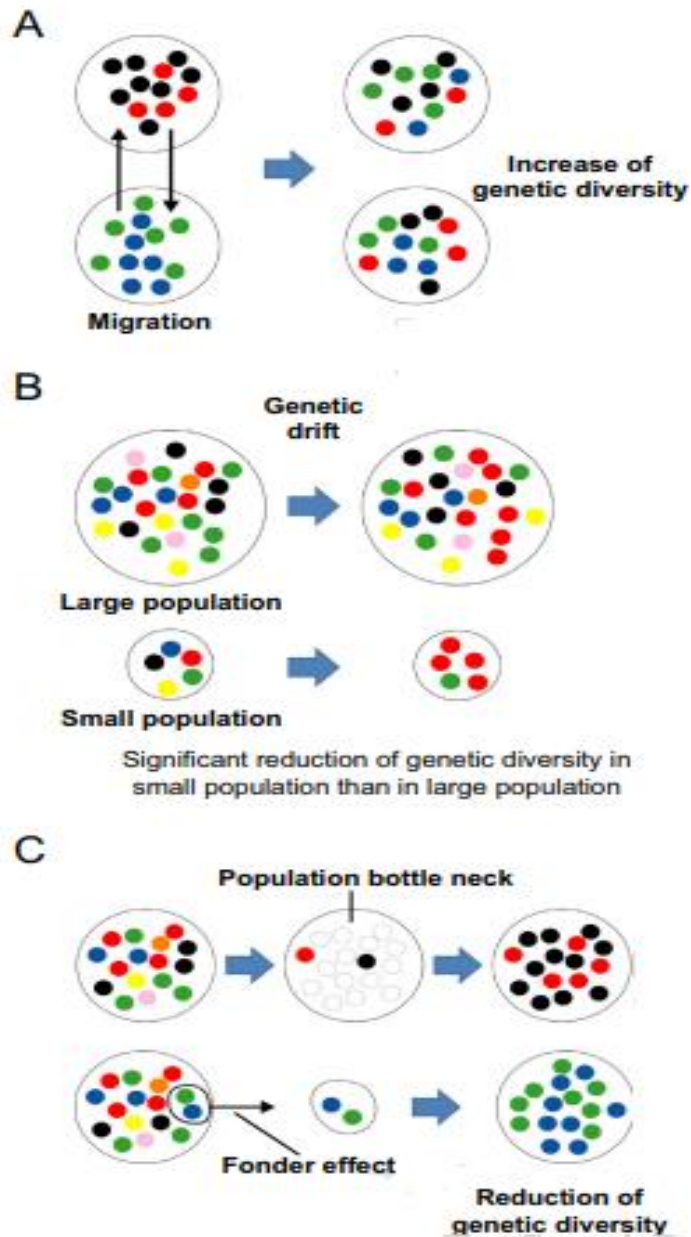 A
Increase of
genetic diversity
Migration
B
Genetic
drift
Large population
Small population
Significant reduction of genetic diversity in
small population than in large population
C
Population bottle neck
Fonder effect
Reduction of
genetic diversity